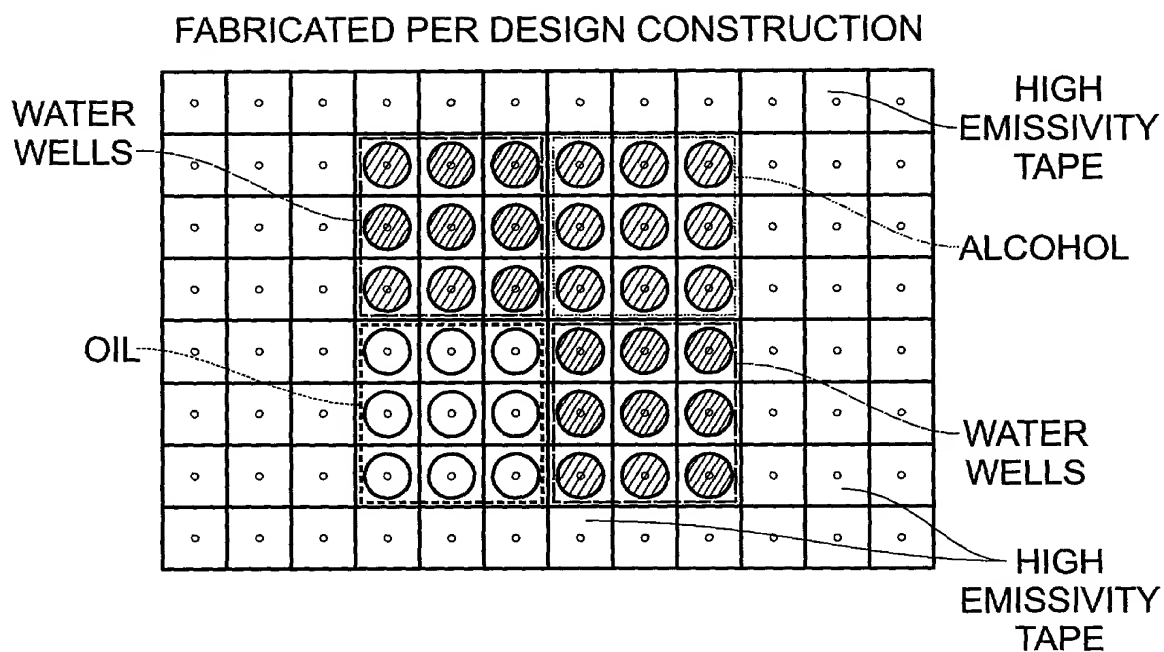 FABRICATED PER DESIGN CONSTRUCTION
WATER
WELLS
HIGH
EMISSIVITY
TAPE
ALCOHOL
OIL
WATER
WELLS
HIGH
EMISSIVITY
TAPE